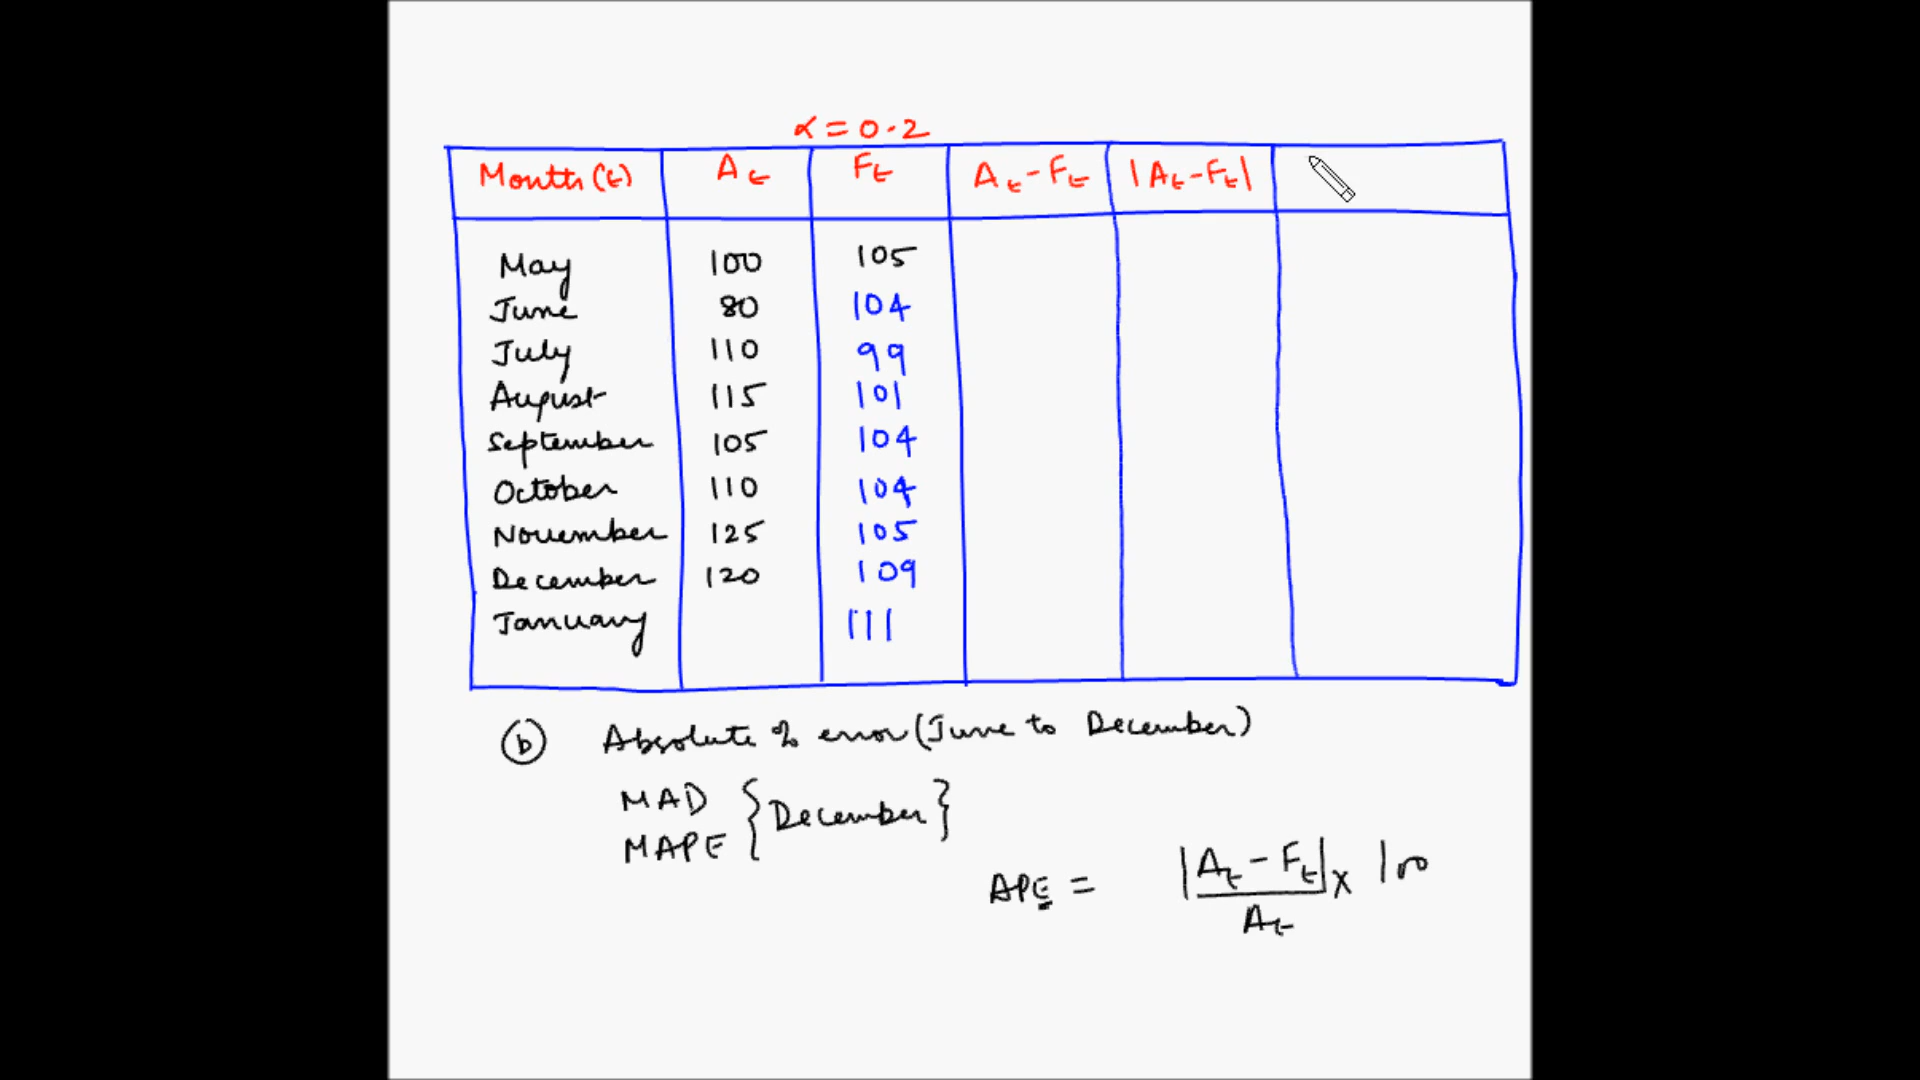 α = 0.2
Month (t) At Ft At - Ft |At - Ft|
May 100 105
June 80 104
July 110 99
August 115 101
September 105 104
October 110 104
November 125 105
December 120 109
January 111
(b) Absolute % error (June to December)
MAD
MAPE { December }
APE = |At - Ft| / At x 100